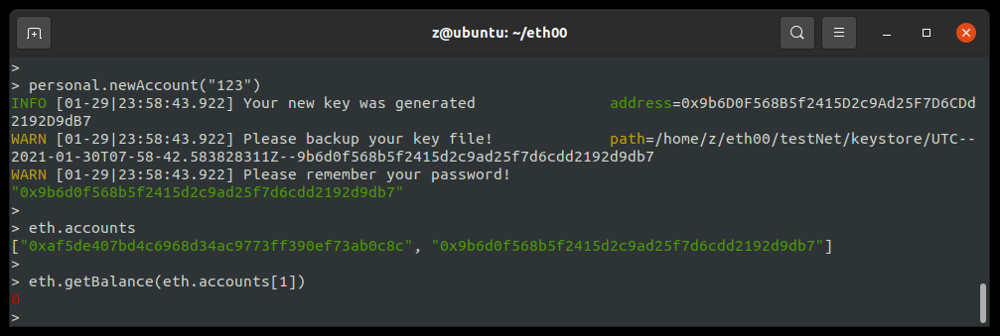 z@ubuntu: ~/eth00
>
> personal.newAccount("123")
INFO [01-29|23:58:43.922] Your new key was generated address=0x9b6D0F568B5f2415D2c9Ad25F7D6CDd
2192D9dB7
WARN [01-29|23:58:43.922] Please backup your key file! path=/home/z/eth00/testNet/keystore/UTC--
2021-01-30T07-58-42.583828311Z--9b6d0f568b5f2415d2c9ad25f7d6cdd2192d9db7
WARN [01-29|23:58:43.922] Please remember your password!
"0x9b6d0f568b5f2415d2c9ad25f7d6cdd2192d9db7"
>
> eth.accounts
["0xaf5de407bd4c6968d34ac9773ff390ef73ab0c8c", "0x9b6d0f568b5f2415d2c9ad25f7d6cdd2192d9db7"]
>
> eth.getBalance(eth.accounts[1])
0
>